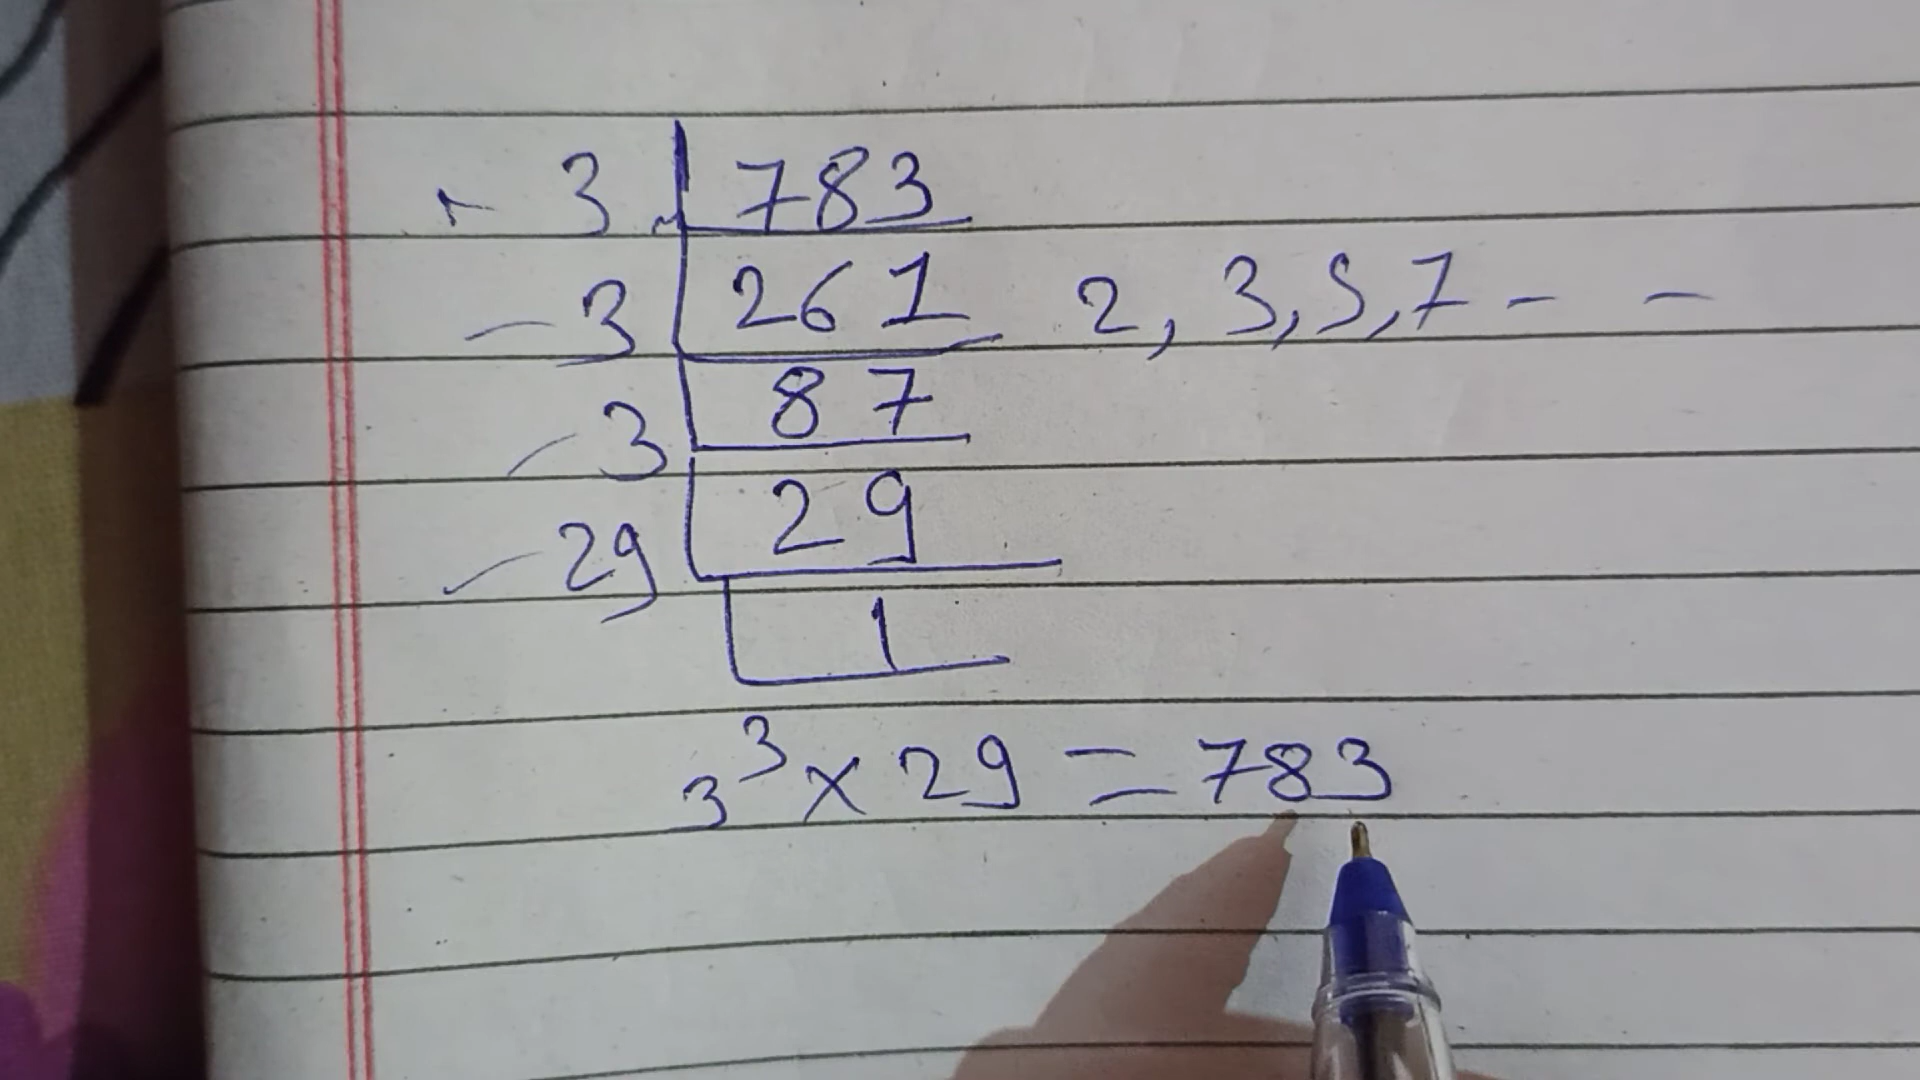 3 783
3 261 2, 3, 5, 7 - -
3 87
29 29
1
3³ × 29 = 783